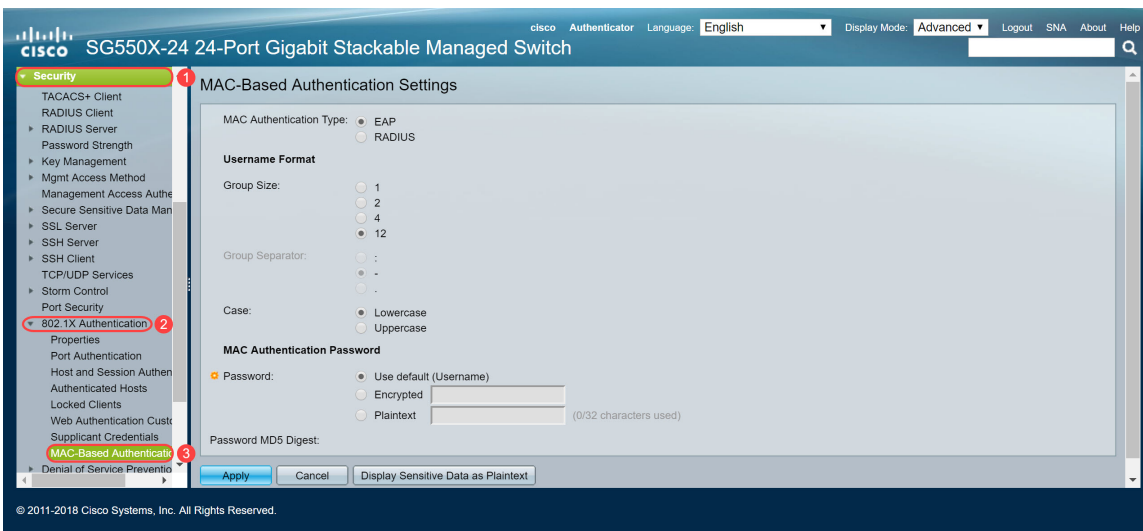 cisco Authenticator Language: English Display Mode: Advanced Logout SNA About Help
CISCO SG550X-24 24-Port Gigabit Stackable Managed Switch
Security 1
TACACS+ Client
RADIUS Client
RADIUS Server
Password Strength
Key Management
Mgmt Access Method
Management Access Authe
Secure Sensitive Data Man
SSL Server
SSH Server
SSH Client
TCP/UDP Services
Storm Control
Port Security
802.1X Authentication 2
Properties
Port Authentication
Host and Session Authen
Authenticated Hosts
Locked Clients
Web Authentication Custo
Supplicant Credentials
MAC-Based Authenticatio 3
Denial of Service Preventio
MAC-Based Authentication Settings
MAC Authentication Type: EAP
RADIUS
Username Format
Group Size: 1
2
4
12
Group Separator: :
-
.
Case: Lowercase
Uppercase
MAC Authentication Password
Password: Use default (Username)
Encrypted
Plaintext (0/32 characters used)
Password MD5 Digest:
Apply Cancel Display Sensitive Data as Plaintext
© 2011-2018 Cisco Systems, Inc. All Rights Reserved.